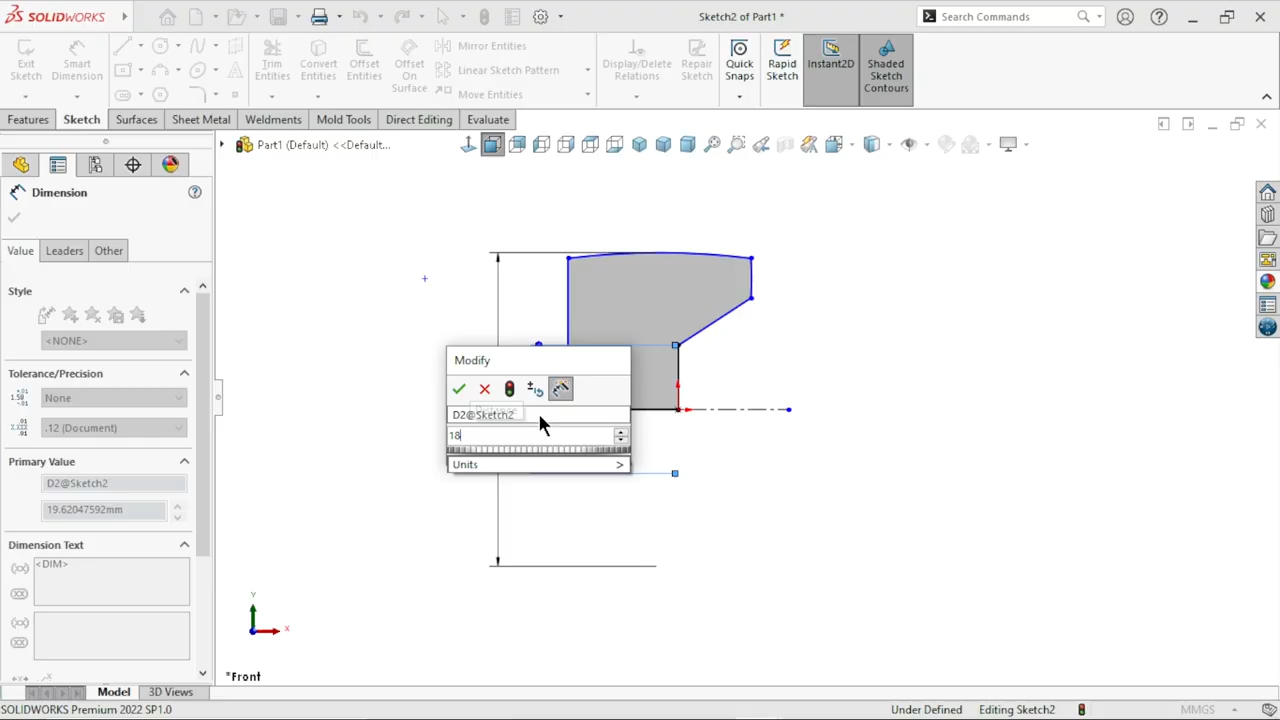 SOLIDWORKS
Sketch2 of Part1 *
Search Commands
Exit Sketch
Smart Dimension
Trim Entities
Convert Entities
Offset Entities
Offset On Surface
Mirror Entities
Linear Sketch Pattern
Move Entities
Display/Delete Relations
Repair Sketch
Quick Snaps
Rapid Sketch
Instant2D
Shaded Sketch Contours
Features
Sketch
Surfaces
Sheet Metal
Weldments
Mold Tools
Direct Editing
Evaluate
Part1 (Default) <<Default...
Dimension
Value
Leaders
Other
Style
<NONE>
Tolerance/Precision
None
.12 (Document)
Primary Value
D2@Sketch2
19.62047592mm
Dimension Text
<DIM>
Modify
D2@Sketch2
18
Units
Y
X
*Front
Model
3D Views
SOLIDWORKS Premium 2022 SP1.0
Under Defined
Editing Sketch2
MMGS